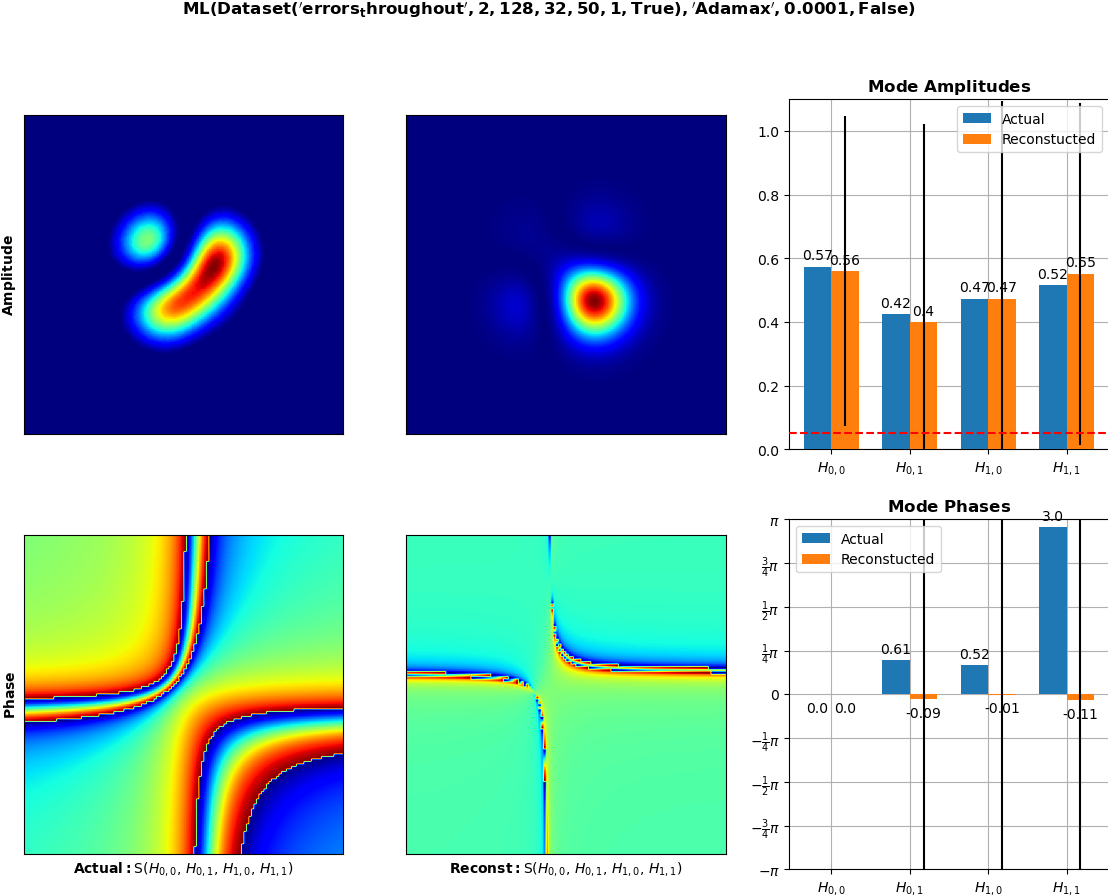 ML(Dataset('errors_throughout', 2, 128, 32, 50, 1, True), 'Adamax', 0.0001, False)
Amplitude
Mode Amplitudes
Actual
Reconstucted
1.0
0.8
0.6
0.4
0.2
0.0
0.57
0.56
0.42
0.4
0.47
0.47
0.52
0.55
H0,0
H0,1
H1,0
H1,1
Phase
Actual: S(H0,0, H0,1, H1,0, H1,1)
Reconst: S(H0,0, H0,1, H1,0, H1,1)
Mode Phases
Actual
Reconstucted
π
3/4π
1/2π
1/4π
0
−1/4π
−1/2π
−3/4π
−π
0.0
0.0
0.61
-0.09
0.52
-0.01
3.0
-0.11
H0,0
H0,1
H1,0
H1,1